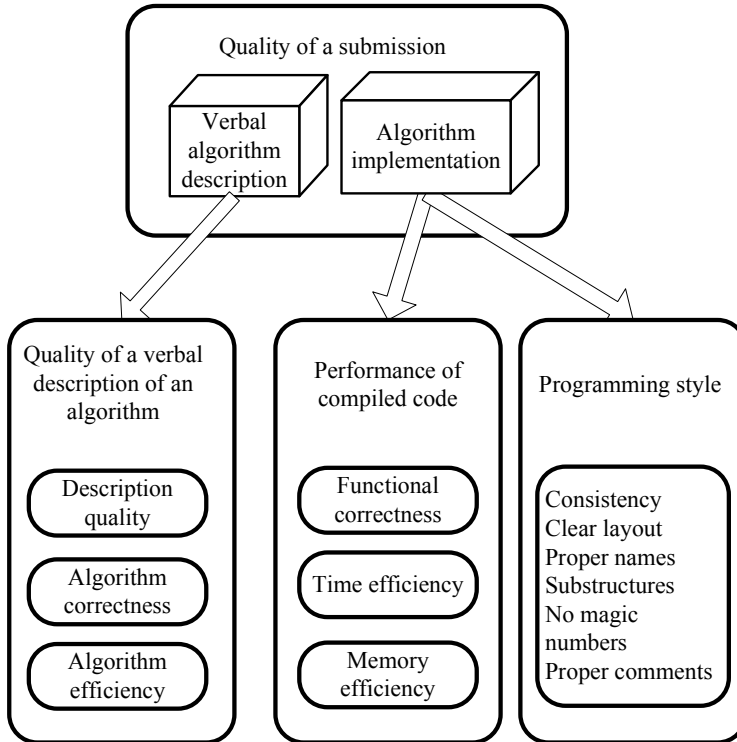 Quality of a submission
Verbal
algorithm
description
Algorithm
implementation
Quality of a verbal
description of an
algorithm
Description
quality
Algorithm
correctness
Algorithm
efficiency
Performance of
compiled code
Functional
correctness
Time efficiency
Memory
efficiency
Programming style
Consistency
Clear layout
Proper names
Substructures
No magic
numbers
Proper comments